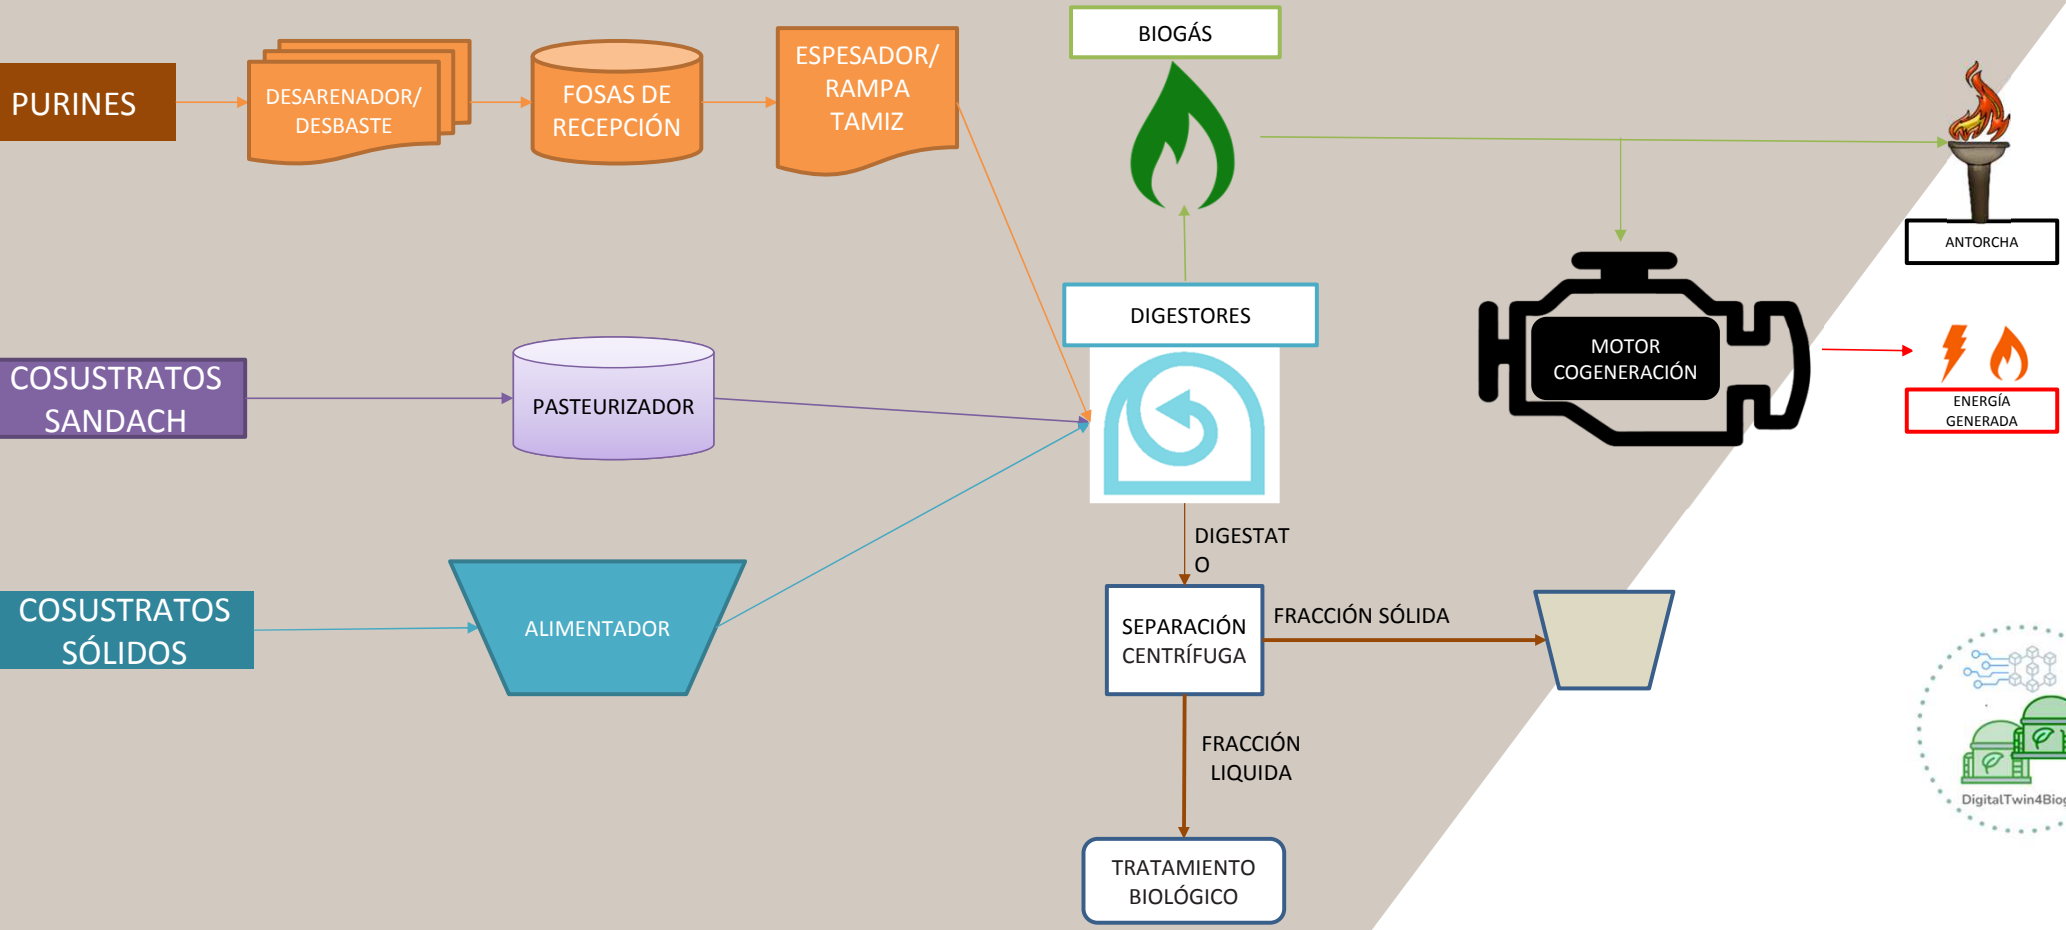 BIOGÁS
PURINES
DESARENADOR/
DESBASTE
FOSAS DE
RECEPCIÓN
ESPESADOR/
RAMPA
TAMIZ
ANTORCHA
DIGESTORES
MOTOR
COGENERACIÓN
ENERGÍA
GENERADA
COSUSTRATOS
SANDACH
PASTEURIZADOR
DIGESTAT
O
COSUSTRATOS
SÓLIDOS
ALIMENTADOR
SEPARACIÓN
CENTRÍFUGA
FRACCIÓN SÓLIDA
FRACCIÓN
LIQUIDA
TRATAMIENTO
BIOLÓGICO
DigitalTwin4Biog